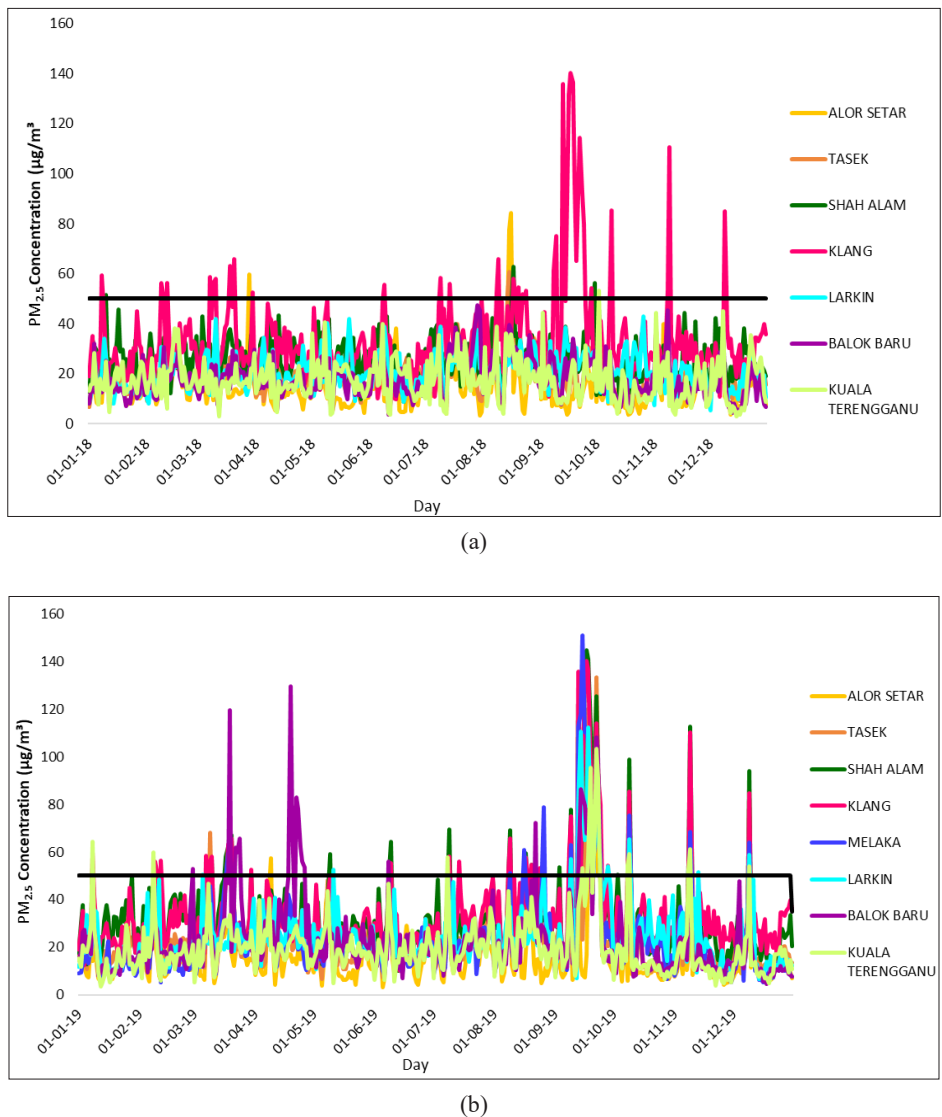 160
140
120
100
80
60
40
20
0
PM2.5 Concentration (µg/m³
01-01-18
01-02-18
01-03-18
01-04-18
01-05-18
01-06-18
01-07-18
01-08-18
01-09-18
01-10-18
01-11-18
01-12-18
Day
ALOR SETAR
TASEK
SHAH ALAM
KLANG
LARKIN
BALOK BARU
KUALA
TERENGGANU
(a)
160
140
120
100
80
60
40
20
0
PM2.5 Concentration (µg/m³)
01-01-19
01-02-19
01-03-19
01-04-19
01-05-19
01-06-19
01-07-19
01-08-19
01-09-19
01-10-19
01-11-19
01-12-19
Day
ALOR SETAR
TASEK
SHAH ALAM
KLANG
MELAKA
LARKIN
BALOK BARU
KUALA
TERENGGANU
(b)